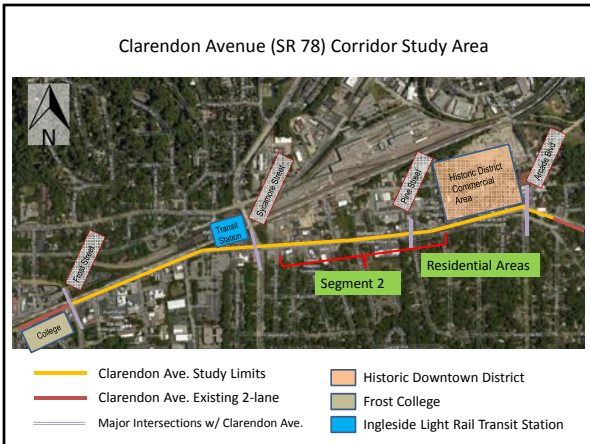 Clarendon Avenue (SR 78) Corridor Study Area
N
Frost Street
College
Transit
Station
Sycamore Street
Pine Street
Historic District
Commercial
Area
Arcade Blvd
Segment 2
Residential Areas
Clarendon Ave. Study Limits
Clarendon Ave. Existing 2-lane
Major Intersections w/ Clarendon Ave.
Historic Downtown District
Frost College
Ingleside Light Rail Transit Station